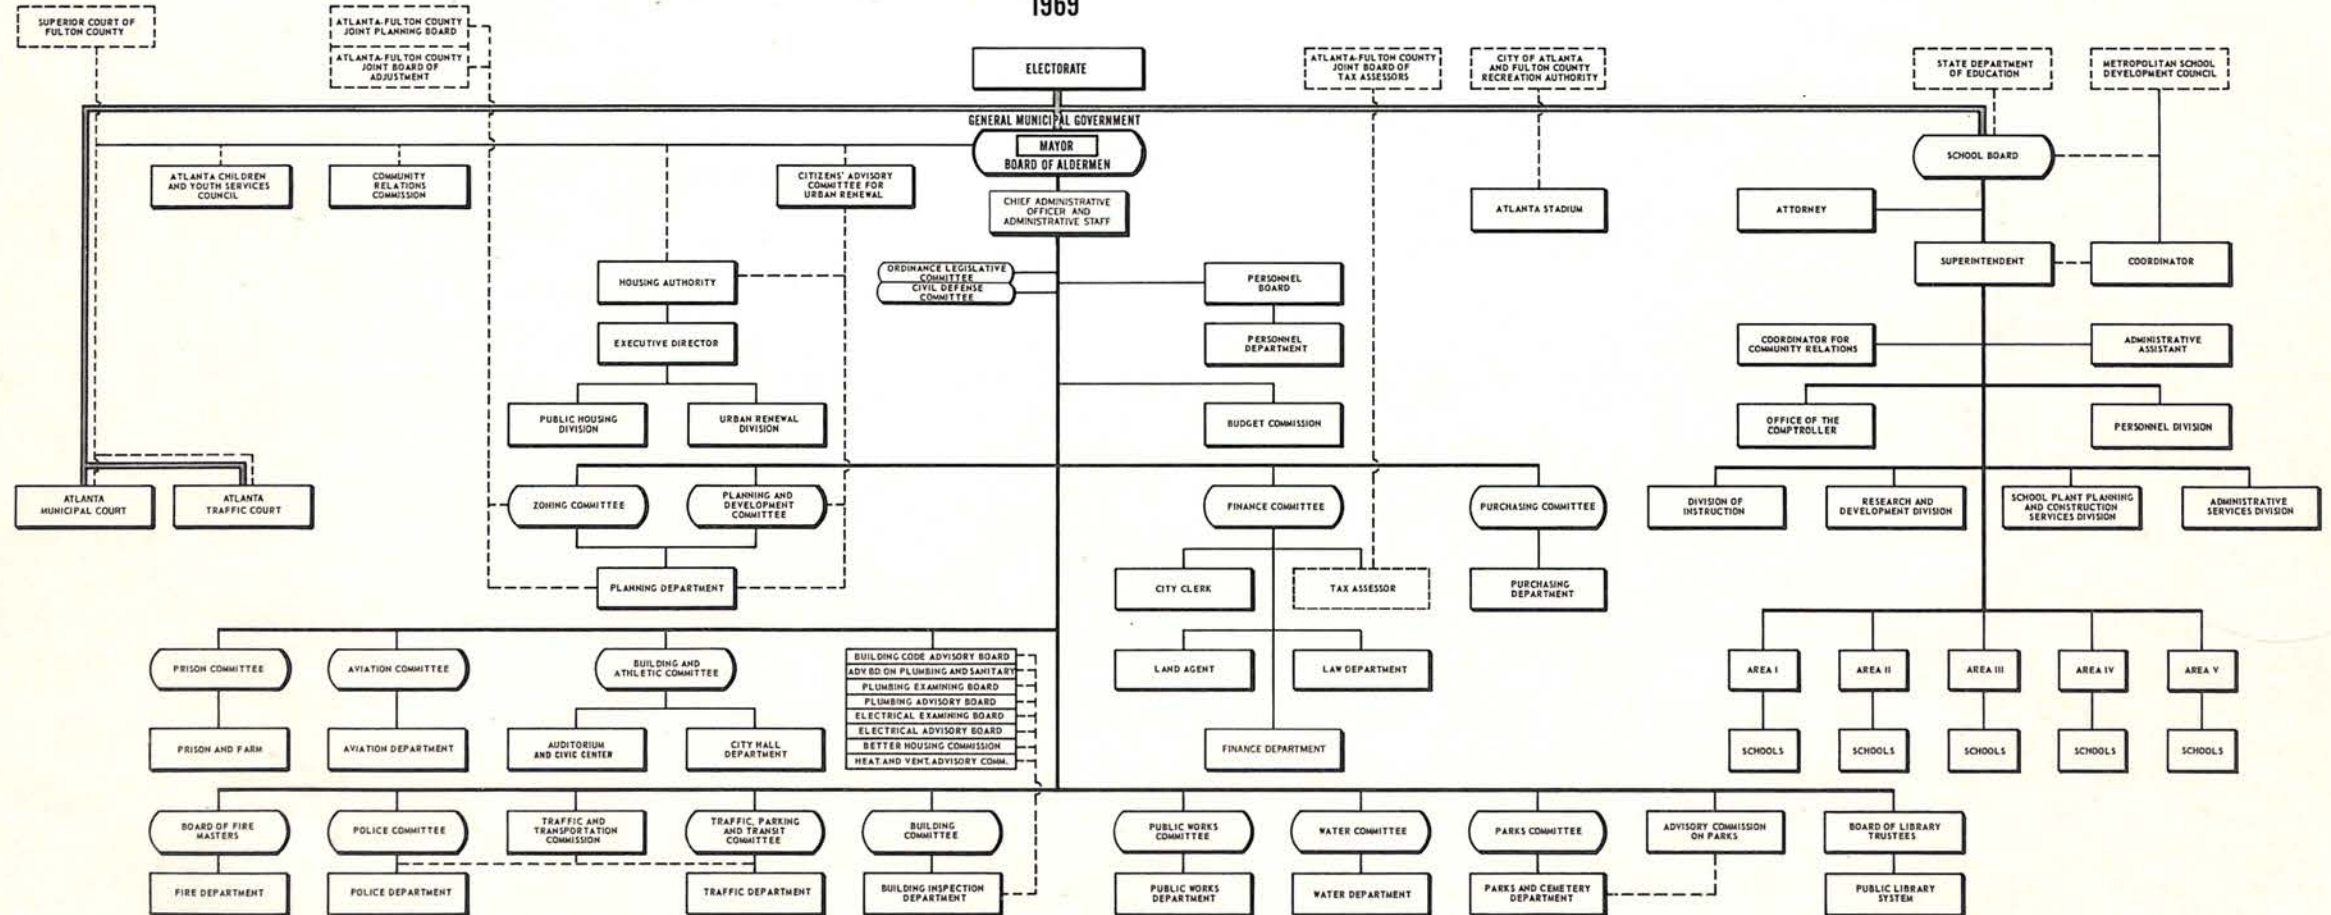 1969
SUPERIOR COURT OF
FULTON COUNTY
ATLANTA-FULTON COUNTY
JOINT PLANNING BOARD
ATLANTA-FULTON COUNTY
JOINT BOARD OF
ADJUSTMENT
ELECTORATE
ATLANTA-FULTON COUNTY
JOINT BOARD OF
TAX ASSESSORS
CITY OF ATLANTA
AND FULTON COUNTY
RECREATION AUTHORITY
STATE DEPARTMENT
OF EDUCATION
METROPOLITAN SCHOOL
DEVELOPMENT COUNCIL
GENERAL MUNICIPAL GOVERNMENT
MAYOR
BOARD OF ALDERMEN
SCHOOL BOARD
ATLANTA CHILDREN
AND YOUTH SERVICES
COUNCIL
COMMUNITY
RELATIONS
COMMISSION
CITIZENS' ADVISORY
COMMITTEE FOR
URBAN RENEWAL
CHIEF ADMINISTRATIVE
OFFICER AND
ADMINISTRATIVE STAFF
ATLANTA STADIUM
ATTORNEY
HOUSING AUTHORITY
ORDINANCE LEGISLATIVE
COMMITTEE
CIVIL DEFENSE
COMMITTEE
PERSONNEL
BOARD
SUPERINTENDENT
COORDINATOR
EXECUTIVE DIRECTOR
PERSONNEL
DEPARTMENT
COORDINATOR FOR
COMMUNITY RELATIONS
ADMINISTRATIVE
ASSISTANT
PUBLIC HOUSING
DIVISION
URBAN RENEWAL
DIVISION
BUDGET COMMISSION
OFFICE OF THE
COMPTROLLER
PERSONNEL DIVISION
ATLANTA
MUNICIPAL COURT
ATLANTA
TRAFFIC COURT
ZONING COMMITTEE
PLANNING AND
DEVELOPMENT
COMMITTEE
FINANCE COMMITTEE
PURCHASING COMMITTEE
DIVISION OF
INSTRUCTION
RESEARCH AND
DEVELOPMENT DIVISION
SCHOOL PLANT PLANNING
AND CONSTRUCTION
SERVICES DIVISION
ADMINISTRATIVE
SERVICES DIVISION
PLANNING DEPARTMENT
CITY CLERK
TAX ASSESSOR
PURCHASING
DEPARTMENT
PRISON COMMITTEE
AVIATION COMMITTEE
BUILDING AND
ATHLETIC COMMITTEE
BUILDING CODE ADVISORY BOARD
ADV. BD. ON PLUMBING AND SANITARY
PLUMBING EXAMINING BOARD
PLUMBING ADVISORY BOARD
ELECTRICAL EXAMINING BOARD
ELECTRICAL ADVISORY BOARD
BETTER HOUSING COMMISSION
HEAT. AND VENT. ADVISORY COMM.
LAND AGENT
LAW DEPARTMENT
AREA I
AREA II
AREA III
AREA IV
AREA V
PRISON AND FARM
AVIATION DEPARTMENT
AUDITORIUM
AND CIVIC CENTER
CITY HALL
DEPARTMENT
FINANCE DEPARTMENT
SCHOOLS
SCHOOLS
SCHOOLS
SCHOOLS
SCHOOLS
BOARD OF FIRE
MASTERS
POLICE COMMITTEE
TRAFFIC AND
TRANSPORTATION
COMMISSION
TRAFFIC, PARKING
AND TRANSIT
COMMITTEE
BUILDING
COMMITTEE
PUBLIC WORKS
COMMITTEE
WATER COMMITTEE
PARKS COMMITTEE
ADVISORY COMMISSION
ON PARKS
BOARD OF LIBRARY
TRUSTEES
FIRE DEPARTMENT
POLICE DEPARTMENT
TRAFFIC DEPARTMENT
BUILDING INSPECTION
DEPARTMENT
PUBLIC WORKS
DEPARTMENT
WATER DEPARTMENT
PARKS AND CEMETERY
DEPARTMENT
PUBLIC LIBRARY
SYSTEM